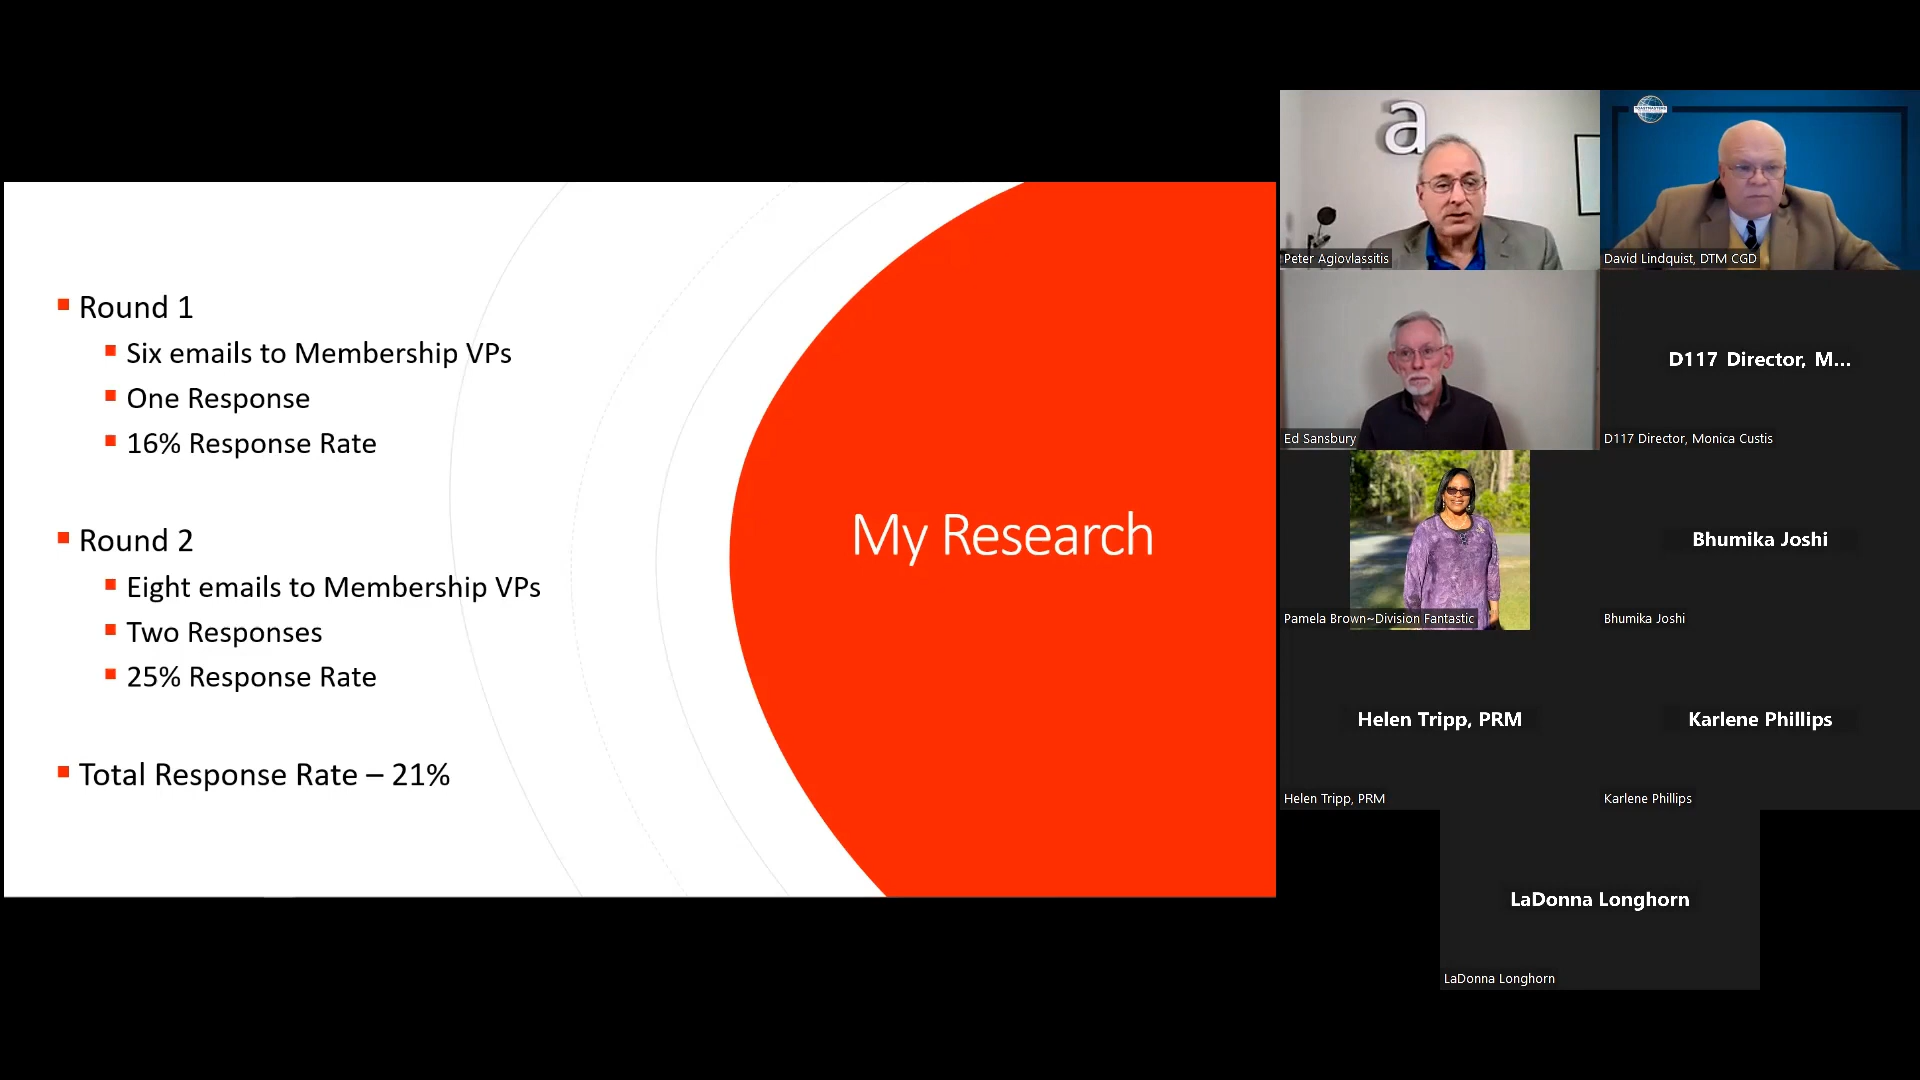 Round 1
Six emails to Membership VPs
One Response
16% Response Rate
Round 2
Eight emails to Membership VPs
Two Responses
25% Response Rate
Total Response Rate – 21%
My Research
a
Peter Agiovlassitis
TOASTMASTERS
David Lindquist, DTM CGD
Ed Sansbury
D117 Director, M...
D117 Director, Monica Custis
Pamela Brown~Division Fantastic
Bhumika Joshi
Bhumika Joshi
Helen Tripp, PRM
Helen Tripp, PRM
Karlene Phillips
Karlene Phillips
LaDonna Longhorn
LaDonna Longhorn